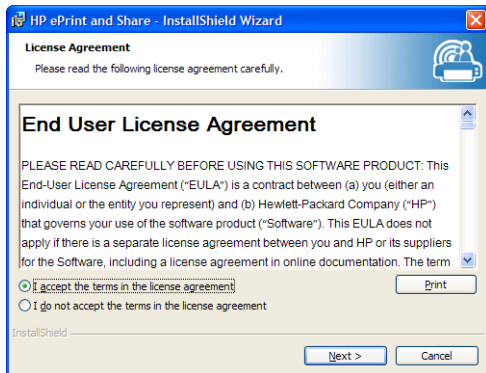 HP ePrint and Share - InstallShield Wizard
License Agreement
Please read the following license agreement carefully.
End User License Agreement
PLEASE READ CAREFULLY BEFORE USING THIS SOFTWARE PRODUCT: This
End-User License Agreement (“EULA”) is a contract between (a) you (either an
individual or the entity you represent) and (b) Hewlett-Packard Company (“HP”)
that governs your use of the software product (“Software”). This EULA does not
apply if there is a separate license agreement between you and HP or its suppliers
for the Software, including a license agreement in online documentation. The term
I accept the terms in the license agreement
Print
I do not accept the terms in the license agreement
InstallShield
Next >
Cancel